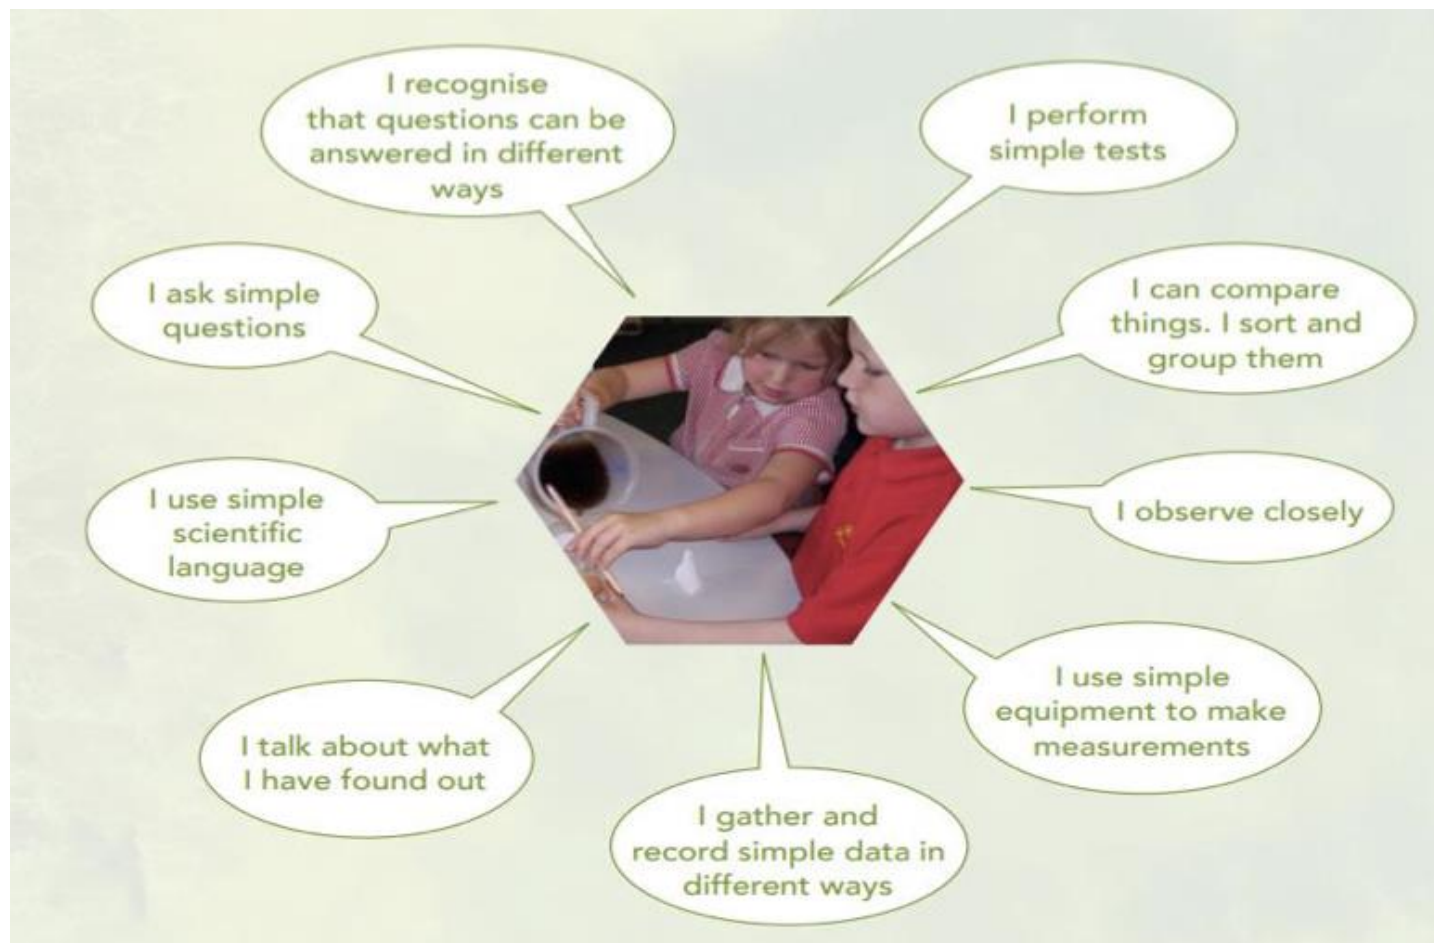 I recognise
that questions can be
answered in different
ways
I perform
simple tests
I ask simple
questions
I can compare
things. I sort and
group them
I use simple
scientific
language
I observe closely
I talk about what
I have found out
I use simple
equipment to make
measurements
I gather and
record simple data in
different ways